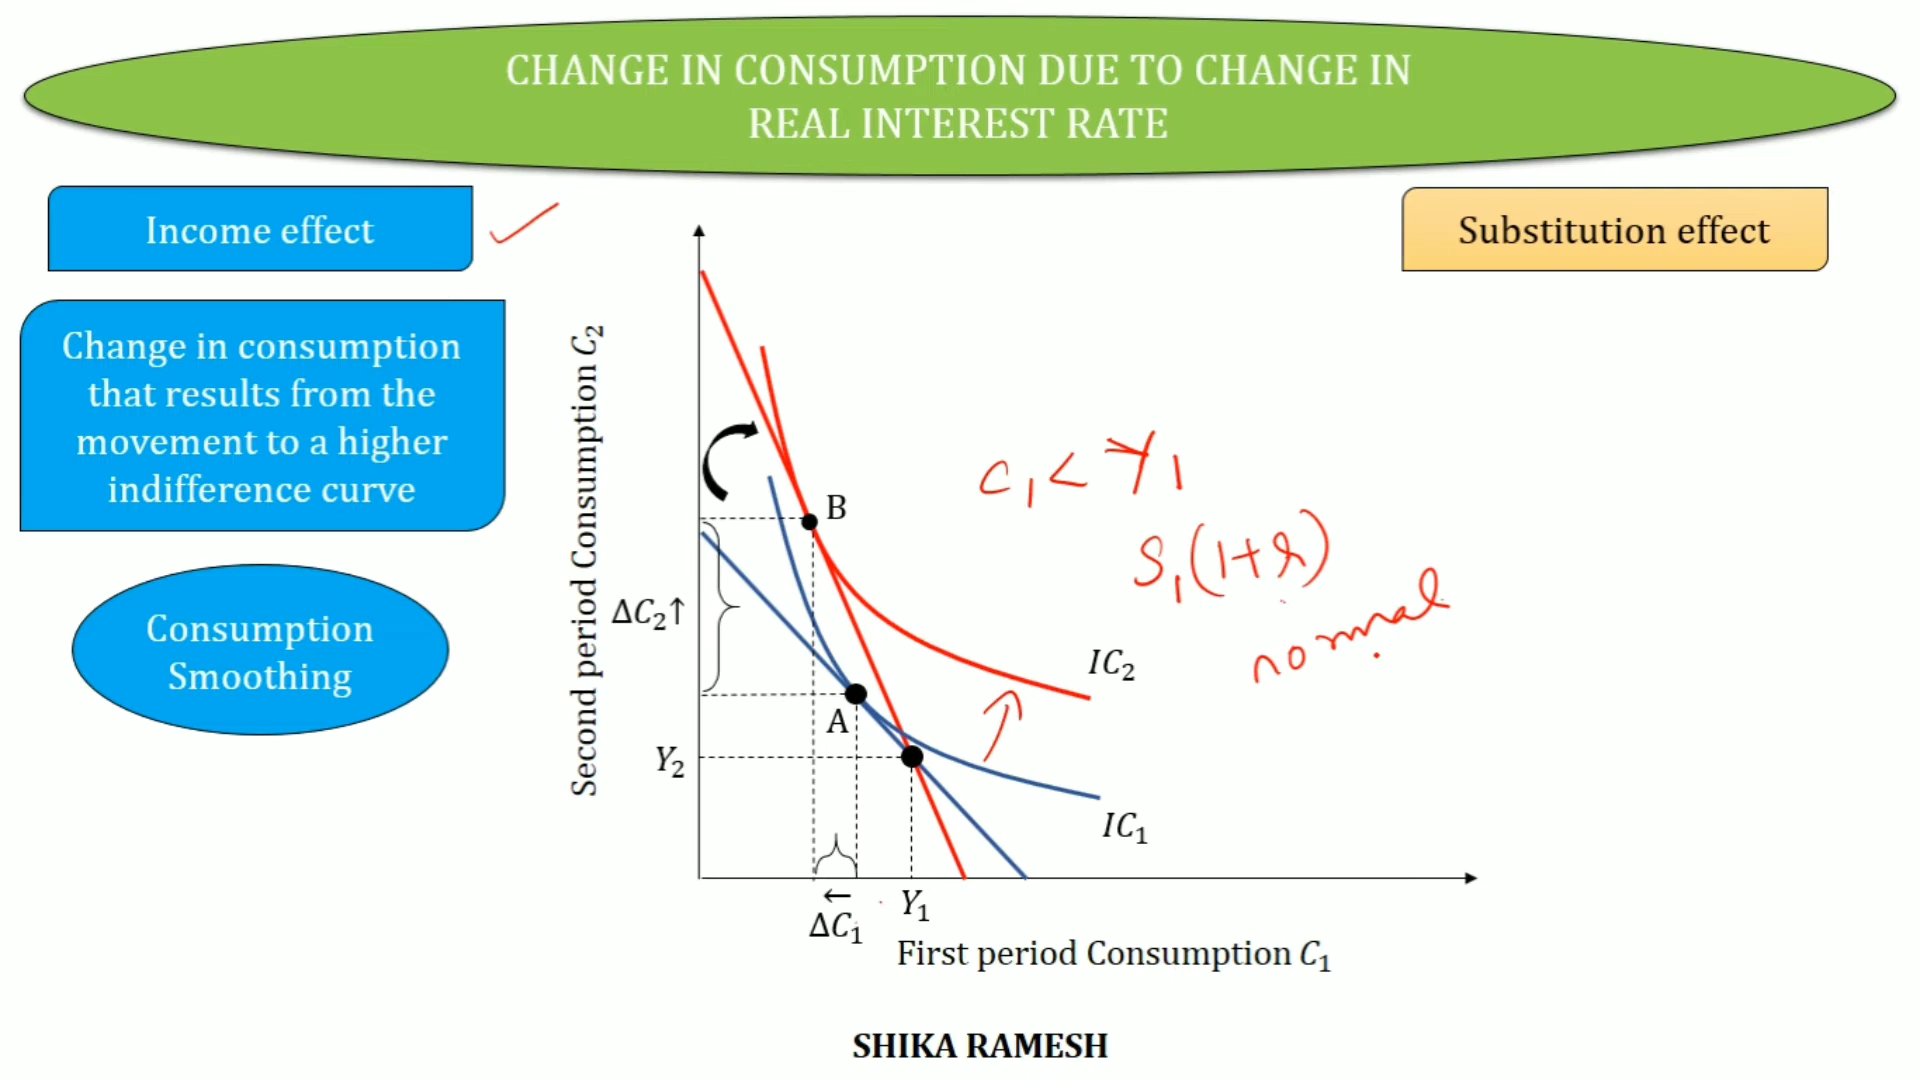 CHANGE IN CONSUMPTION DUE TO CHANGE IN
REAL INTEREST RATE
Income effect
Substitution effect
Change in consumption
that results from the
movement to a higher
indifference curve
Consumption
Smoothing
Second period Consumption C₂
B
A
ΔC₂↑
Y₂
IC₂
IC₁
C₁ < Y₁
S₁(1+r)
normal
←
ΔC₁
Y₁
First period Consumption C₁
SHIKA RAMESH